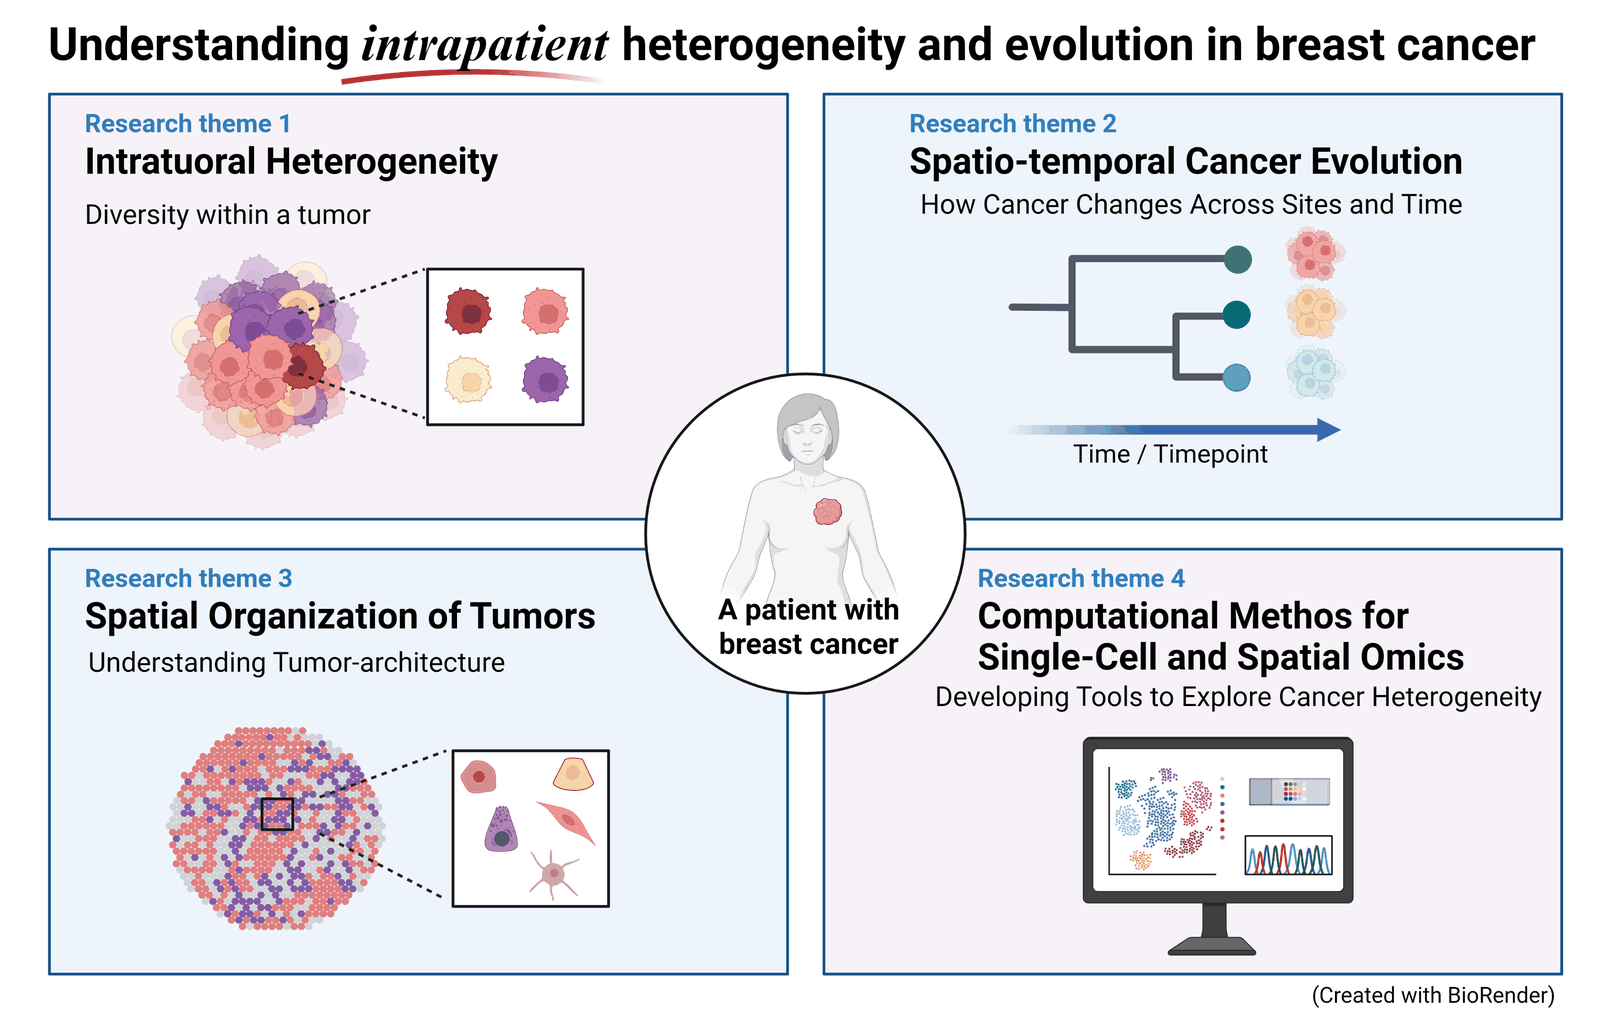 Understanding intrapatient heterogeneity and evolution in breast cancer
Research theme 1
Intratuoral Heterogeneity
Diversity within a tumor
Research theme 2
Spatio-temporal Cancer Evolution
How Cancer Changes Across Sites and Time
Time / Timepoint
A patient with
breast cancer
Research theme 3
Spatial Organization of Tumors
Understanding Tumor-architecture
Research theme 4
Computational Methos for
Single-Cell and Spatial Omics
Developing Tools to Explore Cancer Heterogeneity
(Created with BioRender)